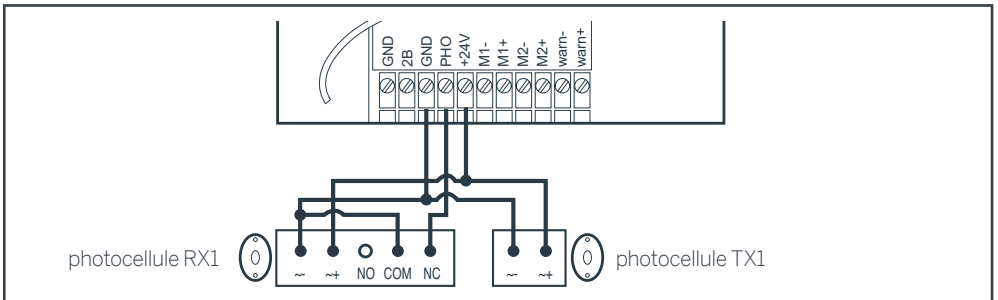 GND 2B GND PHO +24V M1- M1+ M2- M2+ warn- warn+
photocellule RX1
~- ~+ NO COM NC
~- ~+
photocellule TX1